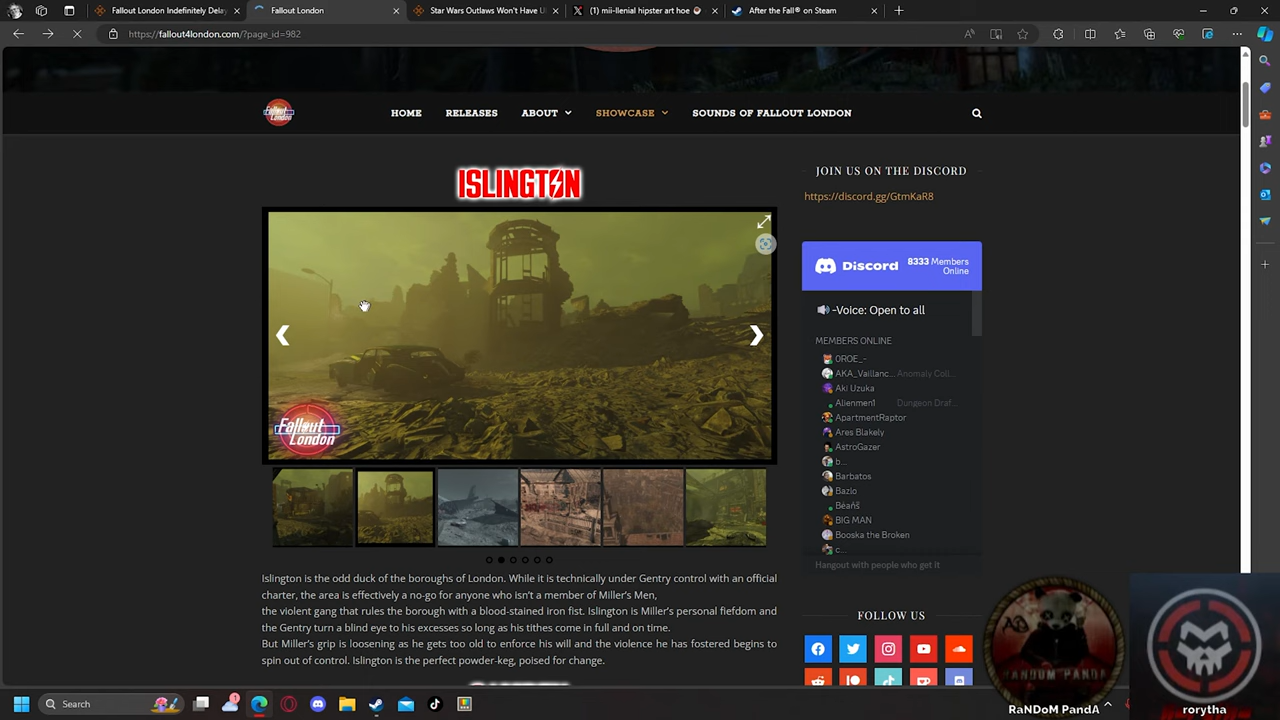 Fallout London Indefinitely Delay
Fallout London
Star Wars Outlaws Won't Have U
(1) mii-llenial hipster art hoe
After the Fall® on Steam
https://fallout4london.com/?page_id=982
HOME
RELEASES
ABOUT
SHOWCASE
SOUNDS OF FALLOUT LONDON
Fallout London
ISLINGTON
Fallout London
Islington is the odd duck of the boroughs of London. While it is technically under Gentry control with an official
charter, the area is effectively a no-go for anyone who isn't a member of Miller's Men,
the violent gang that rules the borough with a blood-stained iron fist. Islington is Miller's personal fiefdom and
the Gentry turn a blind eye to his excesses so long as his tithes come in full and on time.
But Miller's grip is loosening as he gets too old to enforce his will and the violence he has fostered begins to
spin out of control. Islington is the perfect powder-keg, poised for change.
JOIN US ON THE DISCORD
https://discord.gg/GtmKaR8
Discord
8333 Members
Online
-Voice: Open to all
MEMBERS ONLINE
0ROE_-
AKA_Vaillanc... Anomaly Coll...
Aki Uzuka
Alienmen1 Dungeon Draf...
ApartmentRaptor
Ares Blakely
AstroGazer
b...
Barbatos
Bazlo
Béàñš
BIG MAN
Booska the Broken
c...
Hangout with people who get it
FOLLOW US
RANDOM PANDA
RaNDoM PandA
rorytha
Search